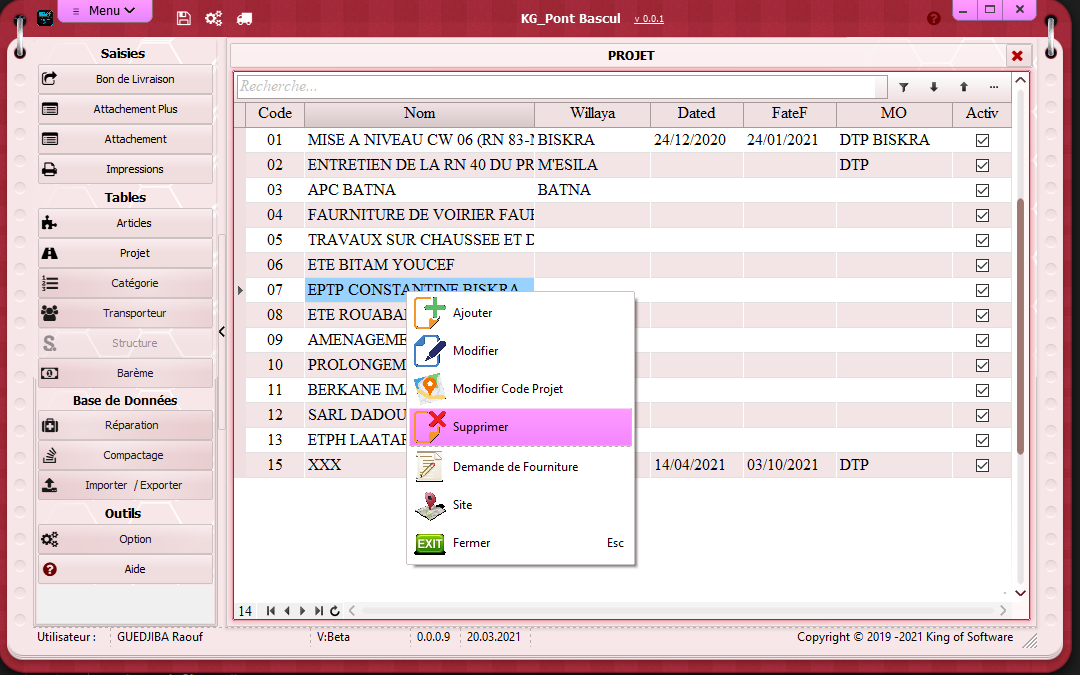 ≡ Menu
KG_Pont Bascul v 0.0.1
Saisies
Bon de Livraison
Attachement Plus
Attachement
Impressions
Tables
Articles
Projet
Catégorie
Transporteur
Structure
Barème
Base de Données
Réparation
Compactage
Importer / Exporter
Outils
Option
Aide
PROJET
Recherche...
Code Nom Willaya Dated FateF MO Activ
01 MISE A NIVEAU CW 06 (RN 83- BISKRA 24/12/2020 24/01/2021 DTP BISKRA
02 ENTRETIEN DE LA RN 40 DU PR M'ESILA DTP
03 APC BATNA BATNA
04 FAURNITURE DE VOIRIER FAU
05 TRAVAUX SUR CHAUSSEE ET D
06 ETE BITAM YOUCEF
07 EPTP CONSTANTINE BISKRA
08 ETE ROUABA
09 AMENAGEME
10 PROLONGEM
11 BERKANE IM
12 SARL DADOU
13 ETPH LAATAF
15 XXX 14/04/2021 03/10/2021 DTP
Ajouter
Modifier
Modifier Code Projet
Supprimer
Demande de Fourniture
Site
EXIT Fermer Esc
14
Utilisateur : GUEDJIBA Raouf V:Beta 0.0.0.9 20.03.2021 Copyright © 2019 -2021 King of Software